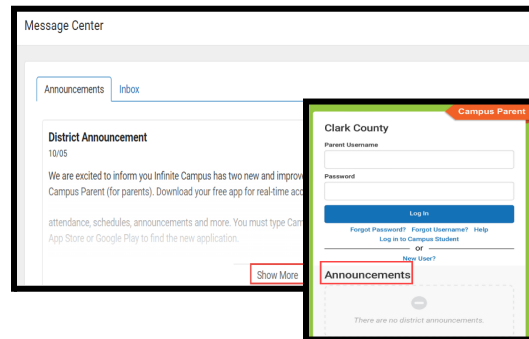 Message Center
Announcements Inbox
District Announcement
10/05
We are excited to inform you Infinite Campus has two new and improve
Campus Parent (for parents). Download your free app for real-time acc
attendance, schedules, announcements and more. You must type Cam
App Store or Google Play to find the new application.
Show More
Campus Parent
Clark County
Parent Username
Password
Log In
Forgot Password? Forgot Username? Help
Log in to Campus Student
or
New User?
Announcements
There are no district announcements.